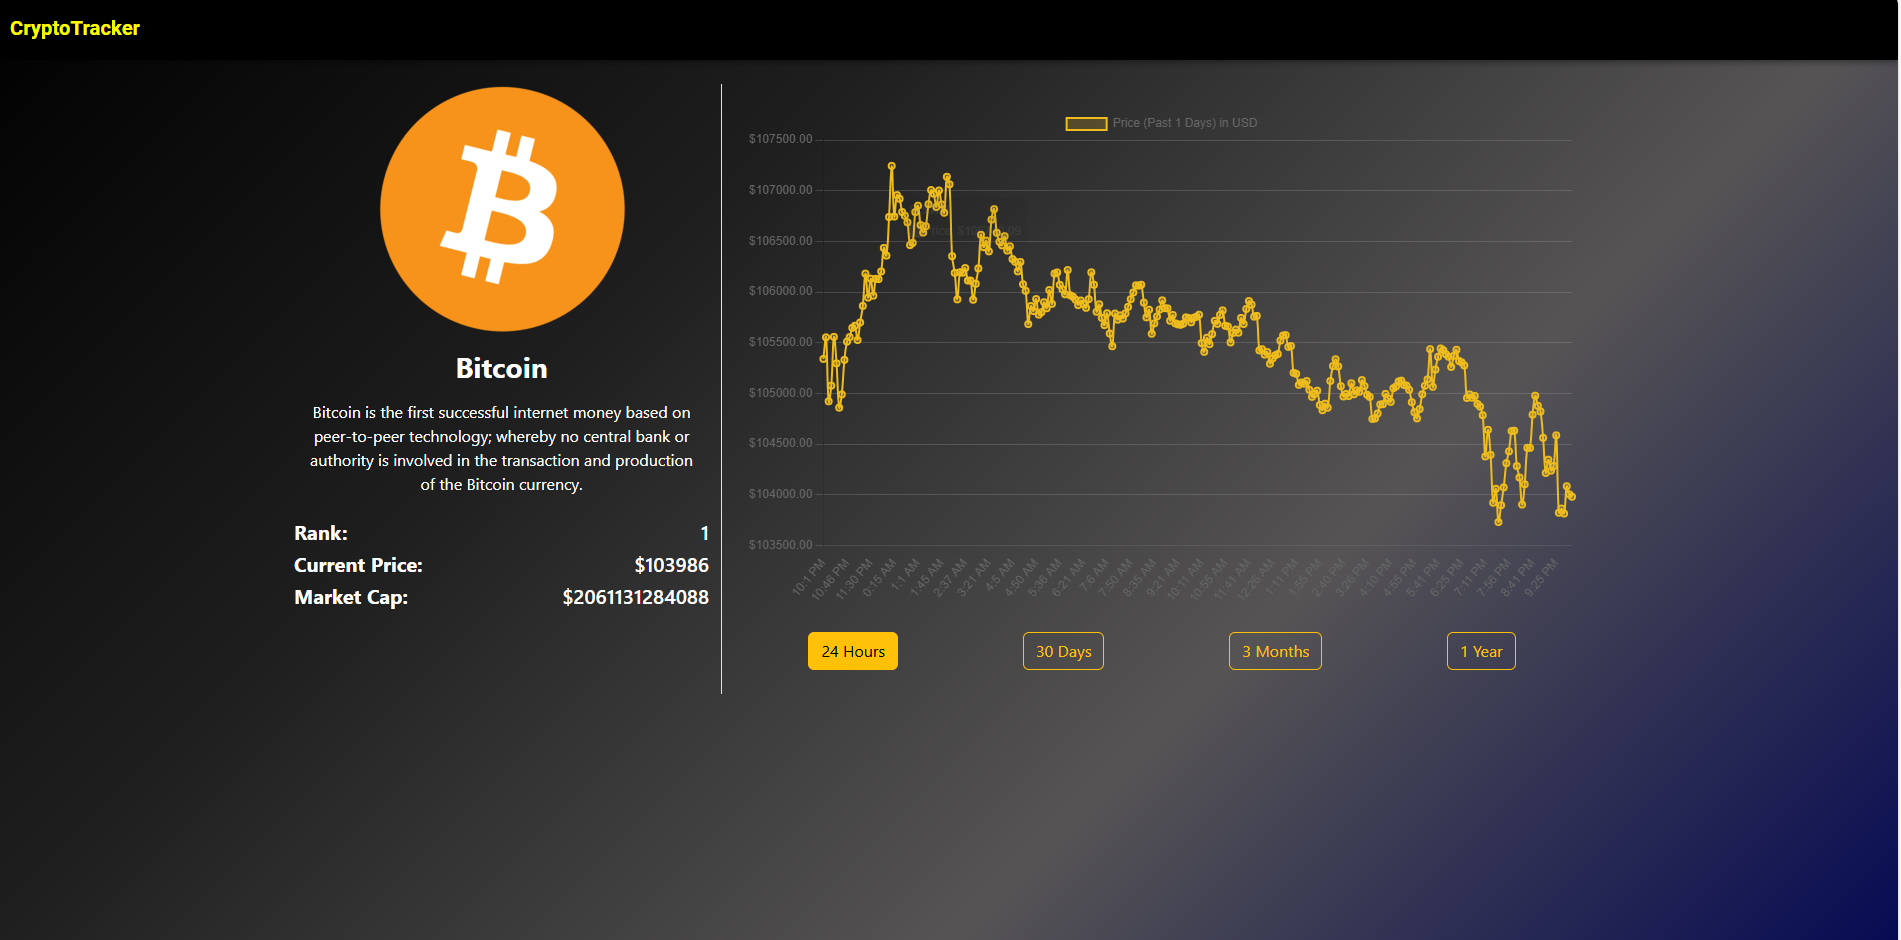 CryptoTracker
Bitcoin
Bitcoin is the first successful internet money based on
peer-to-peer technology; whereby no central bank or
authority is involved in the transaction and production
of the Bitcoin currency.
Rank: 1
Current Price: $103986
Market Cap: $2061131284088
Price (Past 1 Days) in USD
$107500.00
$107000.00
$106500.00
$106000.00
$105500.00
$105000.00
$104500.00
$104000.00
$103500.00
10:1 PM
10:46 PM
11:30 PM
0:15 AM
1:1 AM
1:45 AM
2:37 AM
3:21 AM
4:5 AM
4:50 AM
5:36 AM
6:21 AM
7:6 AM
7:50 AM
8:35 AM
9:21 AM
10:11 AM
10:55 AM
11:41 AM
12:26 AM
1:11 PM
1:55 PM
2:40 PM
3:26 PM
4:10 PM
4:55 PM
5:41 PM
6:25 PM
7:11 PM
7:56 PM
8:41 PM
9:25 PM
24 Hours
30 Days
3 Months
1 Year